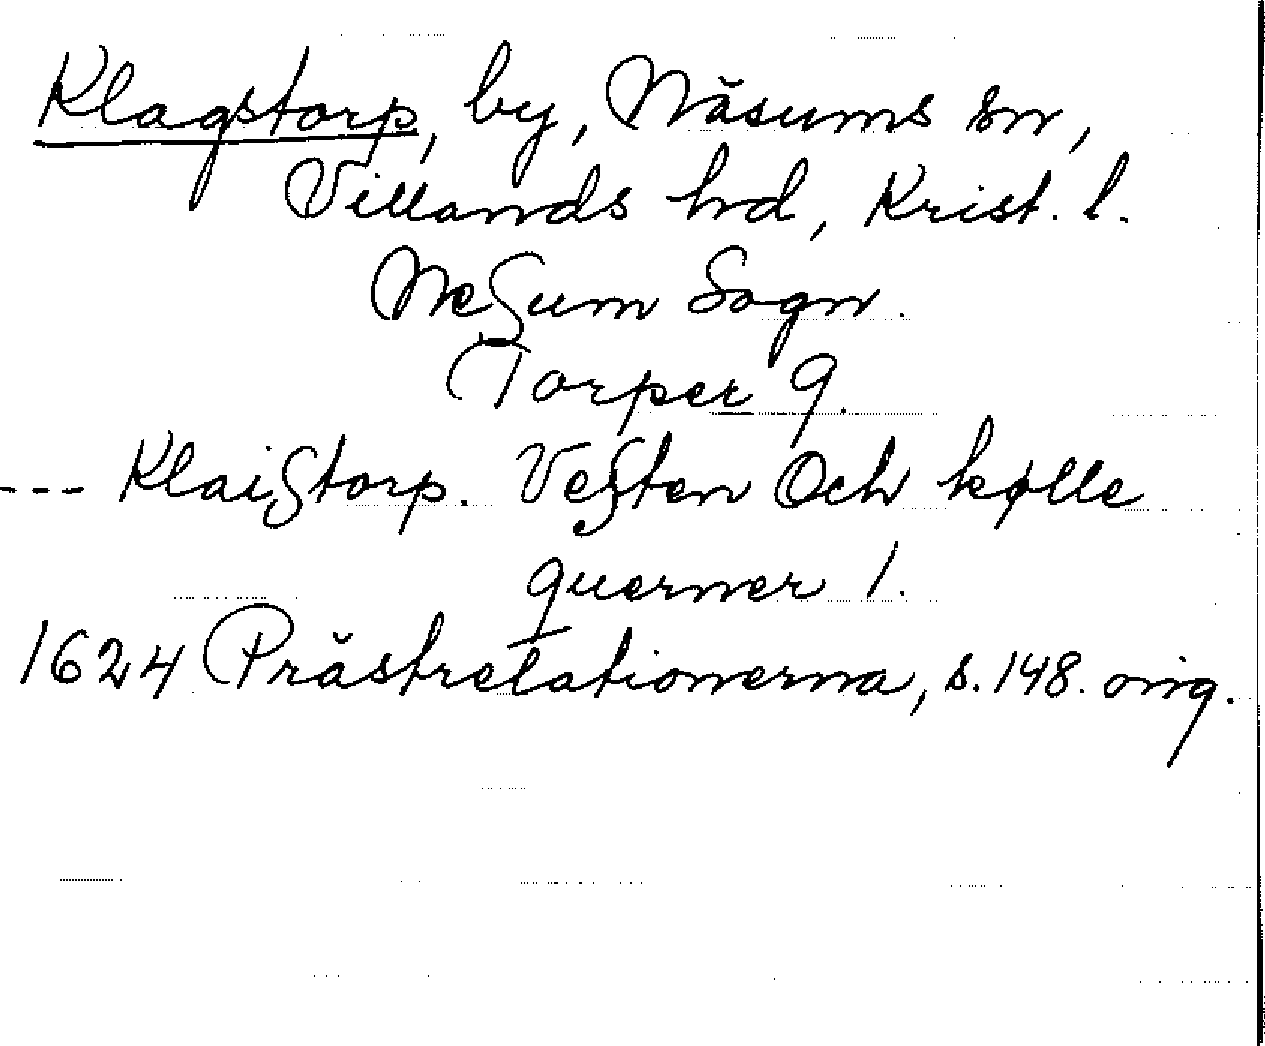 Klagstorp, by, Näsums sn,
Villands hd, Krist. l.
Neſum Sogn.
Torper 9.
--- Klaiſtorp. Veſten Och kølle
querner 1.
1624 Prästrelationerna, s. 148. orig.